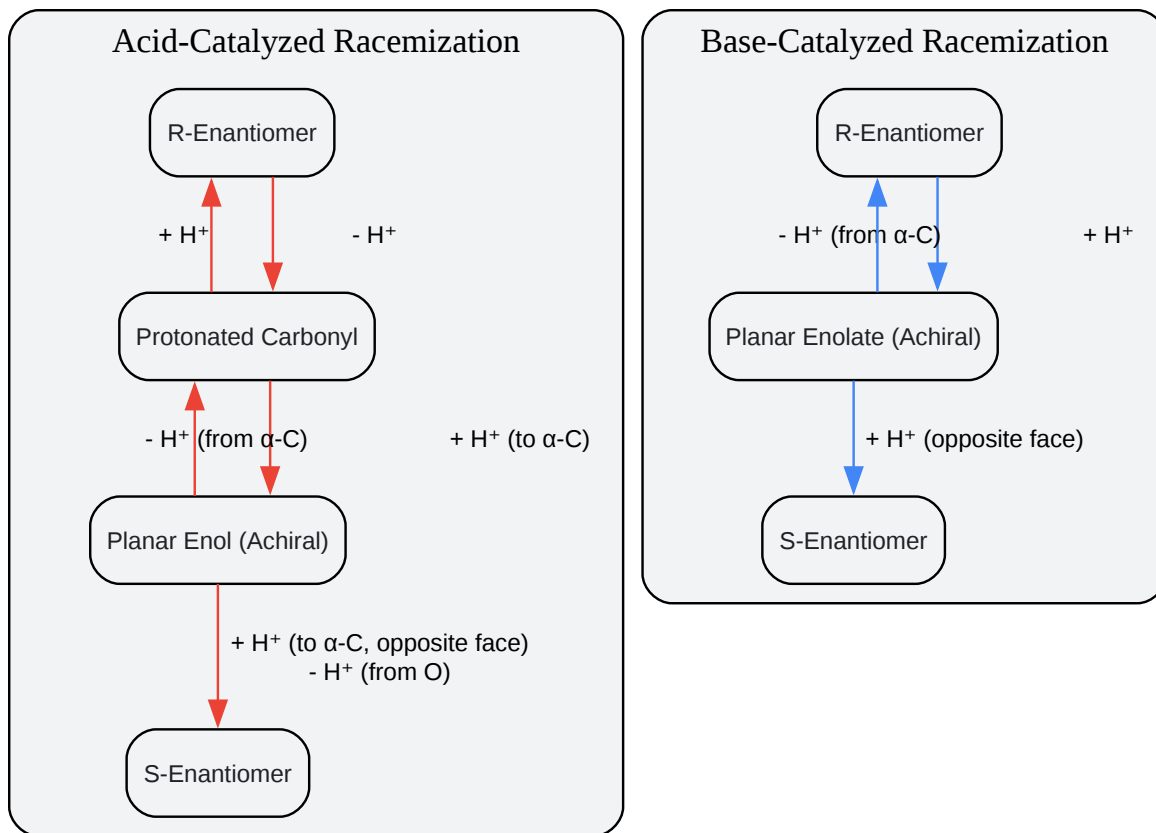 Acid-Catalyzed Racemization
R-Enantiomer
+ H⁺
- H⁺
Protonated Carbonyl
- H⁺ (from α-C)
+ H⁺ (to α-C)
Planar Enol (Achiral)
+ H⁺ (to α-C, opposite face)
- H⁺ (from O)
S-Enantiomer
Base-Catalyzed Racemization
R-Enantiomer
- H⁺ (from α-C)
+ H⁺
Planar Enolate (Achiral)
+ H⁺ (opposite face)
S-Enantiomer